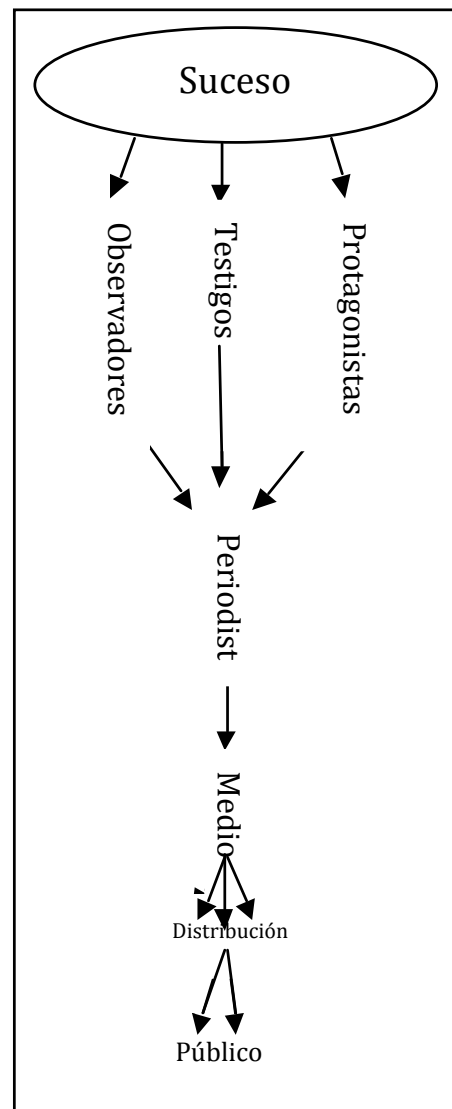 Suceso
Observadores
Testigos
Protagonistas
Periodist
Medio
Distribución
Público